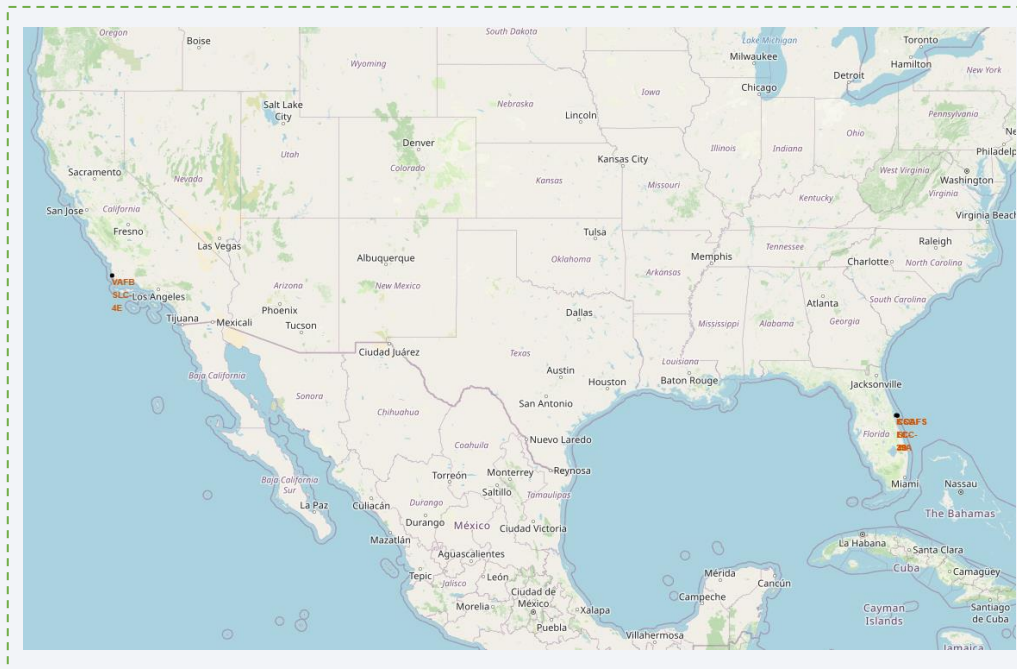 Oregon
Boise
South Dakota
Lake Michigan
Toronto
Milwaukee
Hamilton
Wyoming
Detroit
New York
Chicago
Iowa
Salt Lake
City
Nebraska
Lincoln
Pennsylvania
Ohio
Denver
Utah
Illinois
Indiana
Kansas City
Philadelp
Sacramento
Nevada
Colorado
Kansas
Missouri
West Virginia
Washington
Kentucky
Virginia
San Jose
California
Virginia Beach
Fresno
Las Vegas
Tulsa
Raleigh
Tennessee
Albuquerque
Oklahoma
Memphis
Charlotte
North Carolina
Arkansas
VAFB
SLC-
4E
Los Angeles
Arizona
New Mexico
Atlanta
South Carolina
Phoenix
Dallas
Tijuana
Mexicali
Tucson
Mississippi
Alabama
Georgia
Ciudad Juárez
Texas
Louisiana
Baja California
Austin
Houston
Baton Rouge
Jacksonville
Sonora
San Antonio
Chihuahua
Florida
Nuevo Laredo
Coahuila
Torreón
Monterrey
Reynosa
Baja California
Sur
Saltillo
Tamaulipas
Miami
Nassau
La Paz
Culiacán
Durango
The Bahamas
Durango
México
Ciudad Victoria
Mazatlán
La Habana
Santa Clara
Aguascalientes
Cuba
Camagüey
Tepic
León
Mérida
Cancún
Jalisco
Ciudad de
México
Campeche
Morelia
Xalapa
Cayman
Islands
Santiago
de Cuba
Puebla
Villahermosa
Jamaica